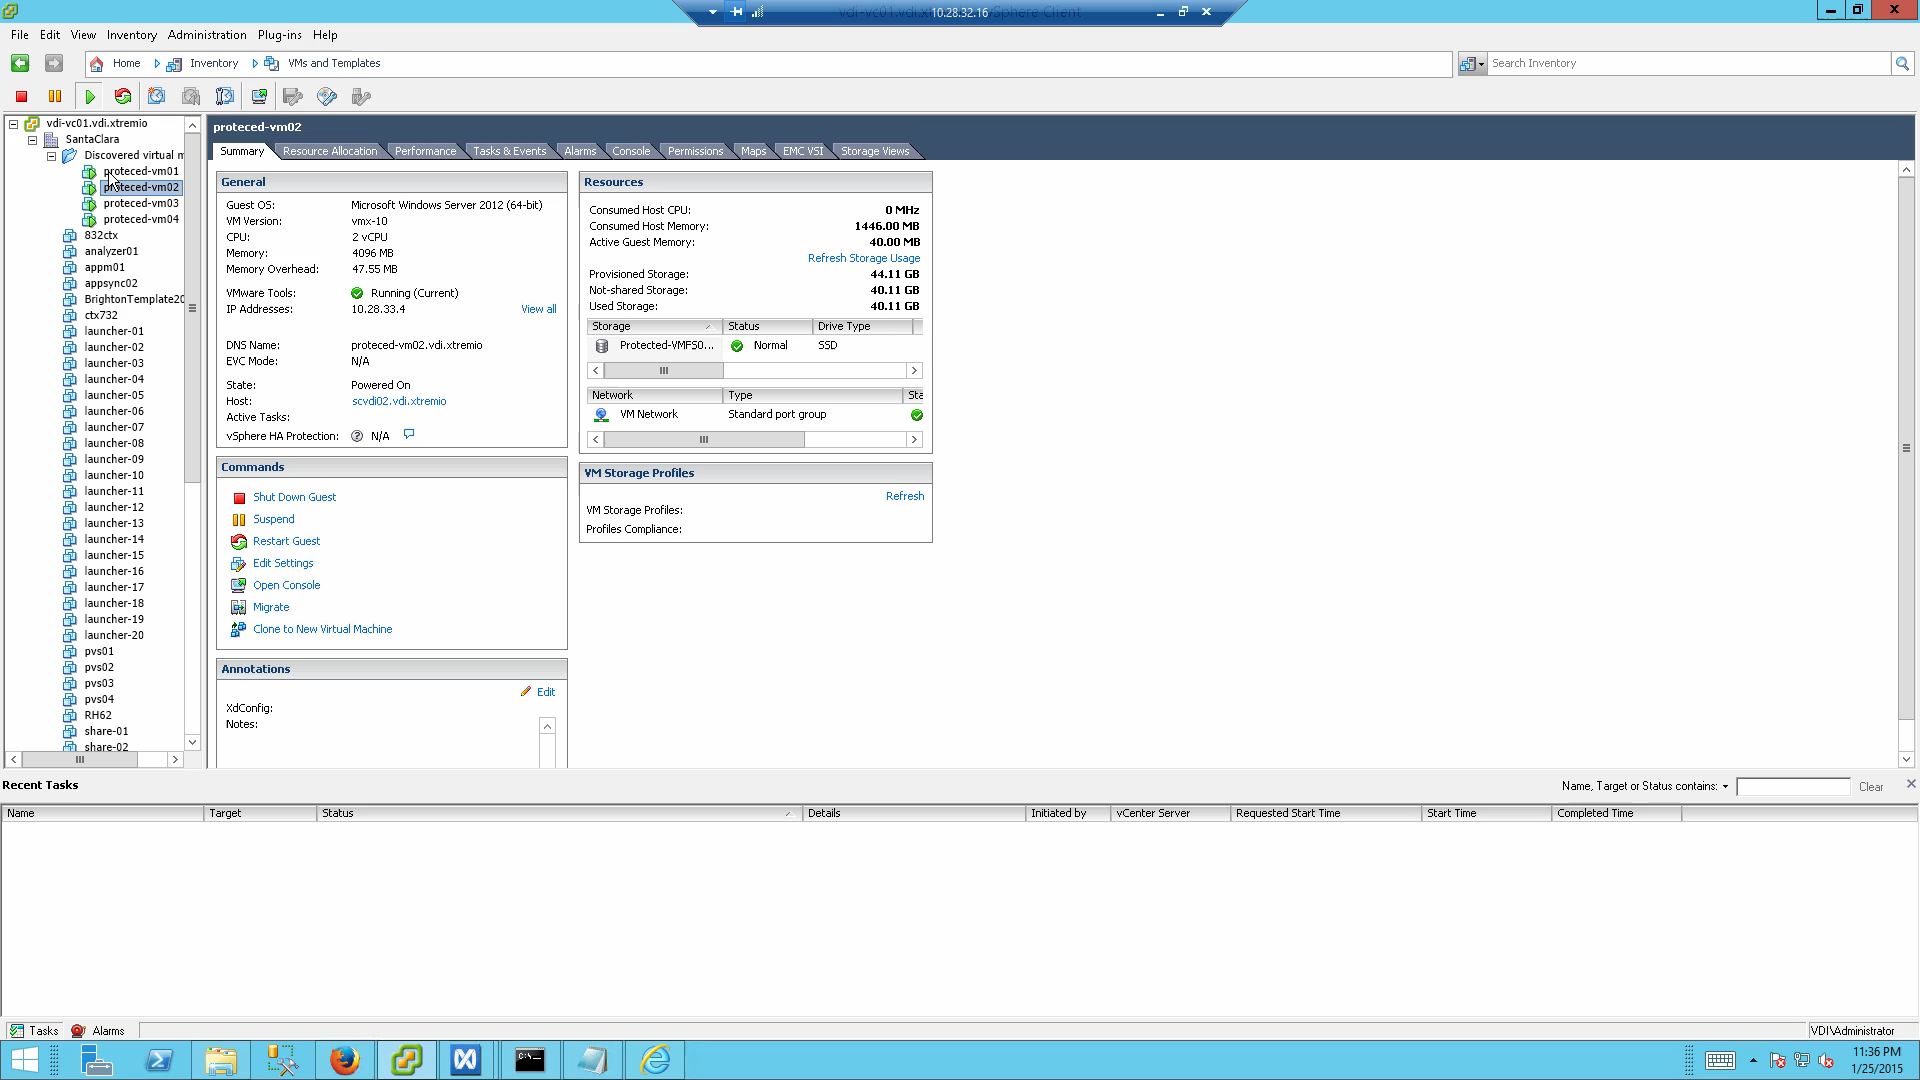 10.28.32.16
File Edit View Inventory Administration Plug-ins Help
Home Inventory VMs and Templates
Search Inventory
vdi-vc01.vdi.xtremio
SantaClara
Discovered virtual m
proteced-vm01
proteced-vm02
proteced-vm03
proteced-vm04
832ctx
analyzer01
appm01
appsync02
BrightonTemplate20
ctx732
launcher-01
launcher-02
launcher-03
launcher-04
launcher-05
launcher-06
launcher-07
launcher-08
launcher-09
launcher-10
launcher-11
launcher-12
launcher-13
launcher-14
launcher-15
launcher-16
launcher-17
launcher-18
launcher-19
launcher-20
pvs01
pvs02
pvs03
pvs04
RH62
share-01
share-02
proteced-vm02
Summary Resource Allocation Performance Tasks & Events Alarms Console Permissions Maps EMC VSI Storage Views
General
Guest OS: Microsoft Windows Server 2012 (64-bit)
VM Version: vmx-10
CPU: 2 vCPU
Memory: 4096 MB
Memory Overhead: 47.55 MB
VMware Tools: Running (Current)
IP Addresses: 10.28.33.4 View all
DNS Name: proteced-vm02.vdi.xtremio
EVC Mode: N/A
State: Powered On
Host: scvdi02.vdi.xtremio
Active Tasks:
vSphere HA Protection: N/A
Commands
Shut Down Guest
Suspend
Restart Guest
Edit Settings
Open Console
Migrate
Clone to New Virtual Machine
Annotations
Edit
XdConfig:
Notes:
Resources
Consumed Host CPU: 0 MHz
Consumed Host Memory: 1446.00 MB
Active Guest Memory: 40.00 MB
Refresh Storage Usage
Provisioned Storage: 44.11 GB
Not-shared Storage: 40.11 GB
Used Storage: 40.11 GB
Storage Status Drive Type
Protected-VMFS0... Normal SSD
Network Type Sta
VM Network Standard port group
VM Storage Profiles
Refresh
VM Storage Profiles:
Profiles Compliance:
Recent Tasks
Name, Target or Status contains: Clear
Name Target Status Details Initiated by vCenter Server Requested Start Time Start Time Completed Time
Tasks Alarms
VDI\Administrator
11:36 PM
1/25/2015